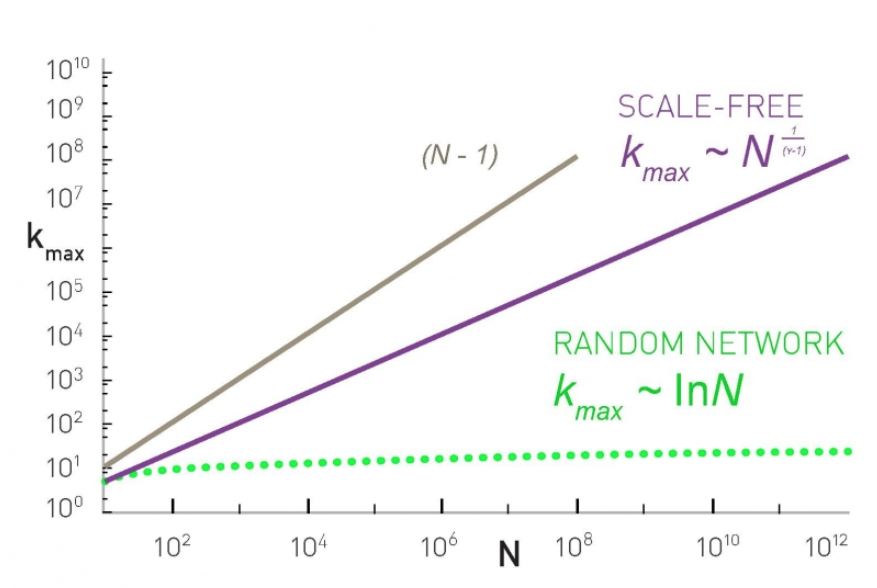 10^10
10^9
10^8
10^7
k_max
10^5
10^4
10^3
10^2
10^1
10^0
(N - 1)
SCALE-FREE
k_max ~ N^(1/(γ-1))
RANDOM NETWORK
k_max ~ lnN
10^2 10^4 10^6 N 10^8 10^10 10^12